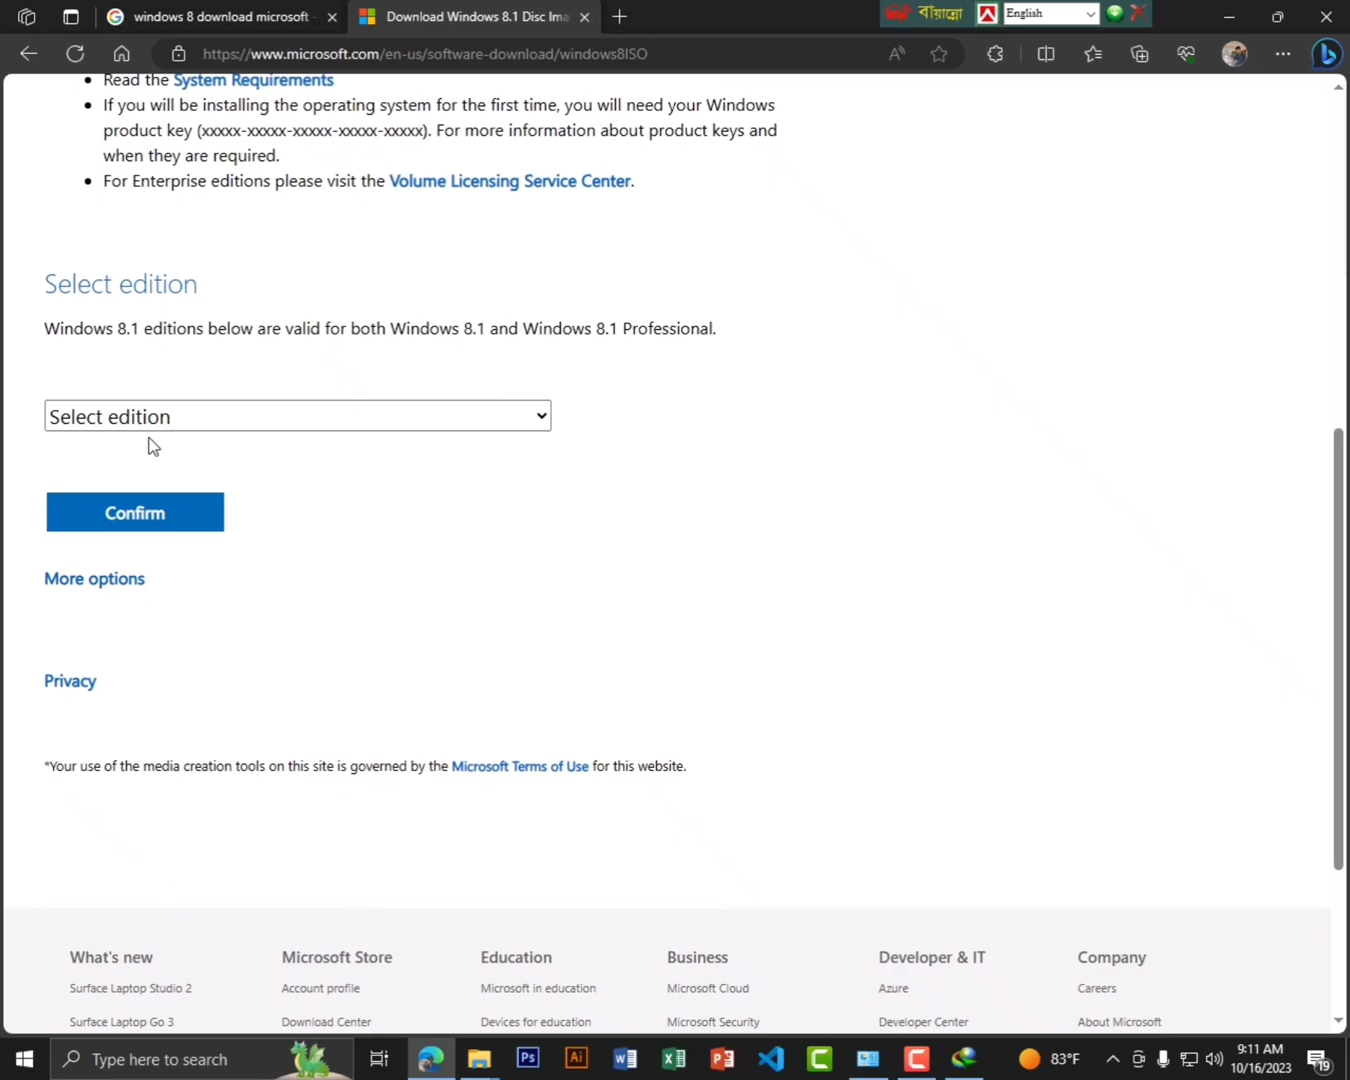 windows 8 download microsoft -
Download Windows 8.1 Disc Ima
বাঁয়ান্নো
English
https://www.microsoft.com/en-us/software-download/windows8ISO
Read the System Requirements
If you will be installing the operating system for the first time, you will need your Windows
product key (xxxxx-xxxxx-xxxxx-xxxxx-xxxxx). For more information about product keys and
when they are required.
For Enterprise editions please visit the Volume Licensing Service Center.
Select edition
Windows 8.1 editions below are valid for both Windows 8.1 and Windows 8.1 Professional.
Select edition
Confirm
More options
Privacy
*Your use of the media creation tools on this site is governed by the Microsoft Terms of Use for this website.
What's new Microsoft Store Education Business Developer & IT Company
Surface Laptop Studio 2 Account profile Microsoft in education Microsoft Cloud Azure Careers
Surface Laptop Go 3 Download Center Devices for education Microsoft Security Developer Center About Microsoft
Type here to search
Ps
Ai
83°F
9:11 AM
10/16/2023
19